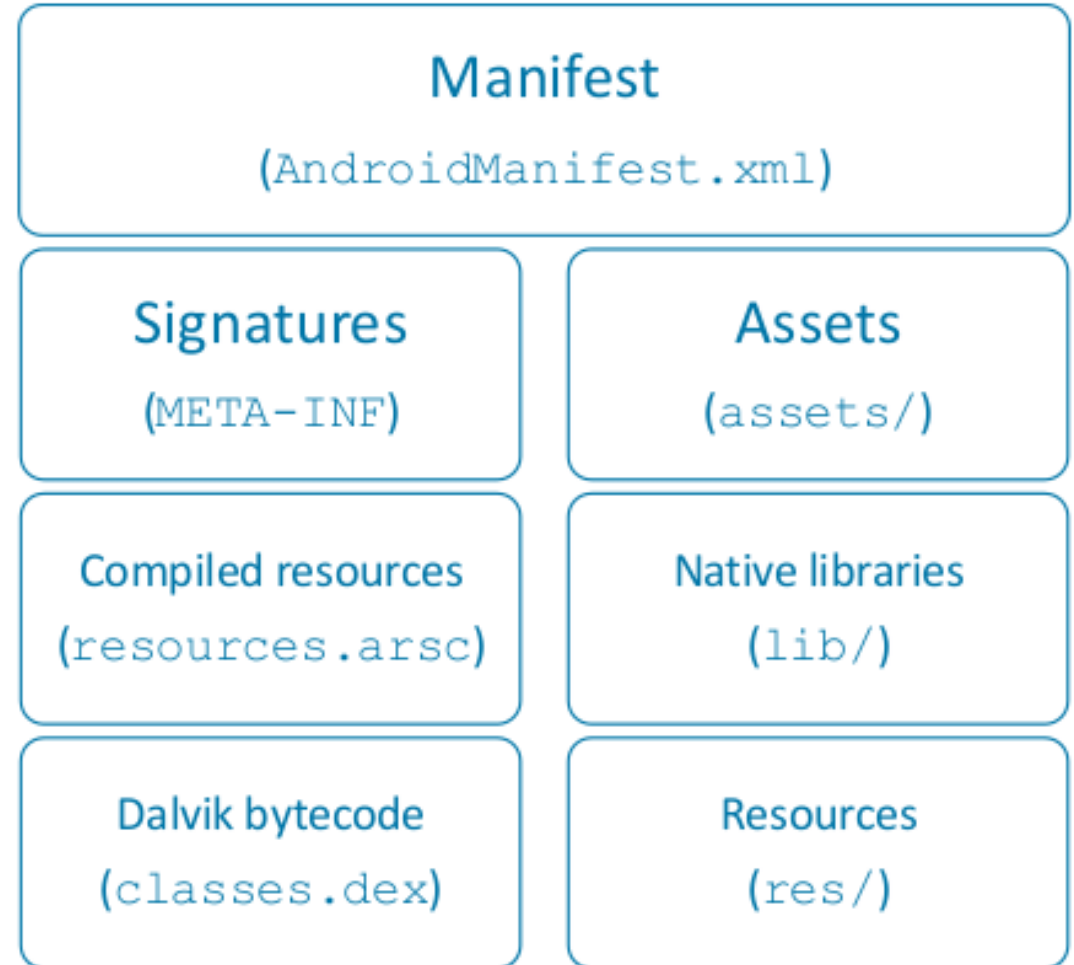 Manifest
(AndroidManifest.xml)
Signatures
(META-INF)
Assets
(assets/)
Compiled resources
(resources.arsc)
Native libraries
(lib/)
Dalvik bytecode
(classes.dex)
Resources
(res/)